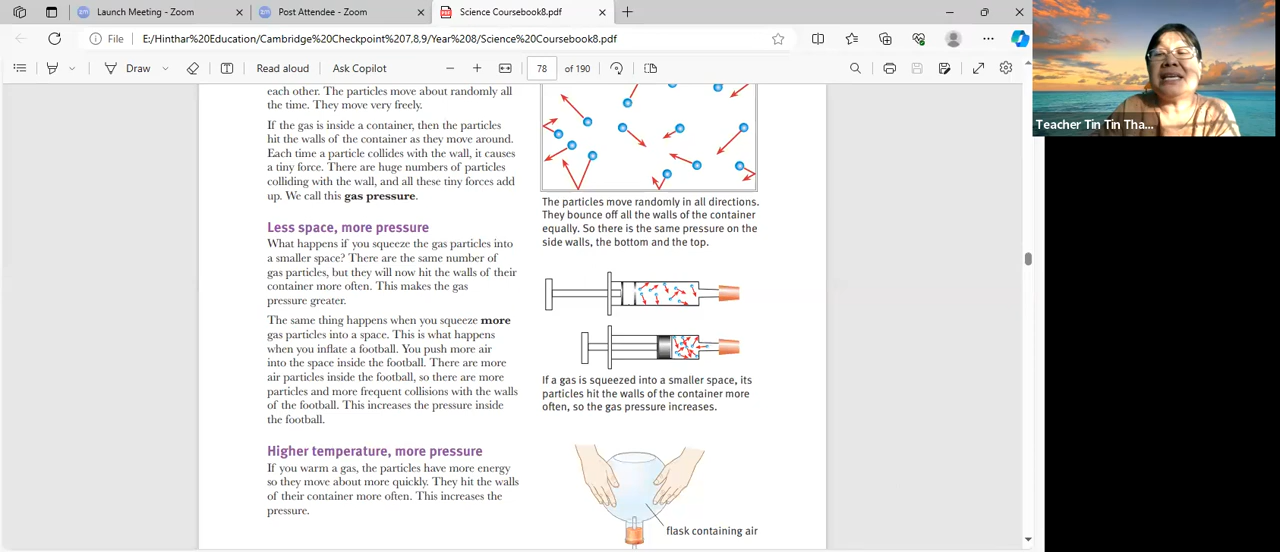 Launch Meeting - Zoom
Post Attendee - Zoom
Science Coursebook8.pdf
File
E:/Hinthar%20Education/Cambridge%20Checkpoint%207.8.9/Year%208/Science%20Coursebook8.pdf
Draw
Read aloud
Ask Copilot
78
of 190
Teacher Tin Tin Tha...
each other. The particles move about randomly all
the time. They move very freely.
If the gas is inside a container, then the particles
hit the walls of the container as they move around.
Each time a particle collides with the wall, it causes
a tiny force. There are huge numbers of particles
colliding with the wall, and all these tiny forces add
up. We call this gas pressure.
Less space, more pressure
What happens if you squeeze the gas particles into
a smaller space? There are the same number of
gas particles, but they will now hit the walls of their
container more often. This makes the gas
pressure greater.
The same thing happens when you squeeze more
gas particles into a space. This is what happens
when you inflate a football. You push more air
into the space inside the football. There are more
air particles inside the football, so there are more
particles and more frequent collisions with the walls
of the football. This increases the pressure inside
the football.
Higher temperature, more pressure
If you warm a gas, the particles have more energy
so they move about more quickly. They hit the walls
of their container more often. This increases the
pressure.
The particles move randomly in all directions.
They bounce off all the walls of the container
equally. So there is the same pressure on the
side walls, the bottom and the top.
If a gas is squeezed into a smaller space, its
particles hit the walls of the container more
often, so the gas pressure increases.
flask containing air